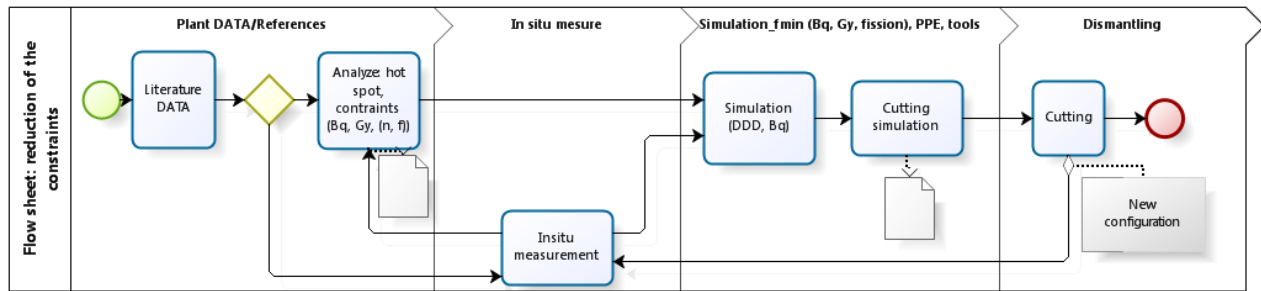 Flow sheet: reduction of the
constraints
Plant DATA/References
In situ mesure
Simulation_fmin (Bq, Gy, fission), PPE, tools
Dismantling
Literature
DATA
Analyze: hot
spot,
contraints
(Bq, Gy, (n, f))
Simulation
(DDD, Bq)
Cutting
simulation
Cutting
Insitu
measurement
New
configuration